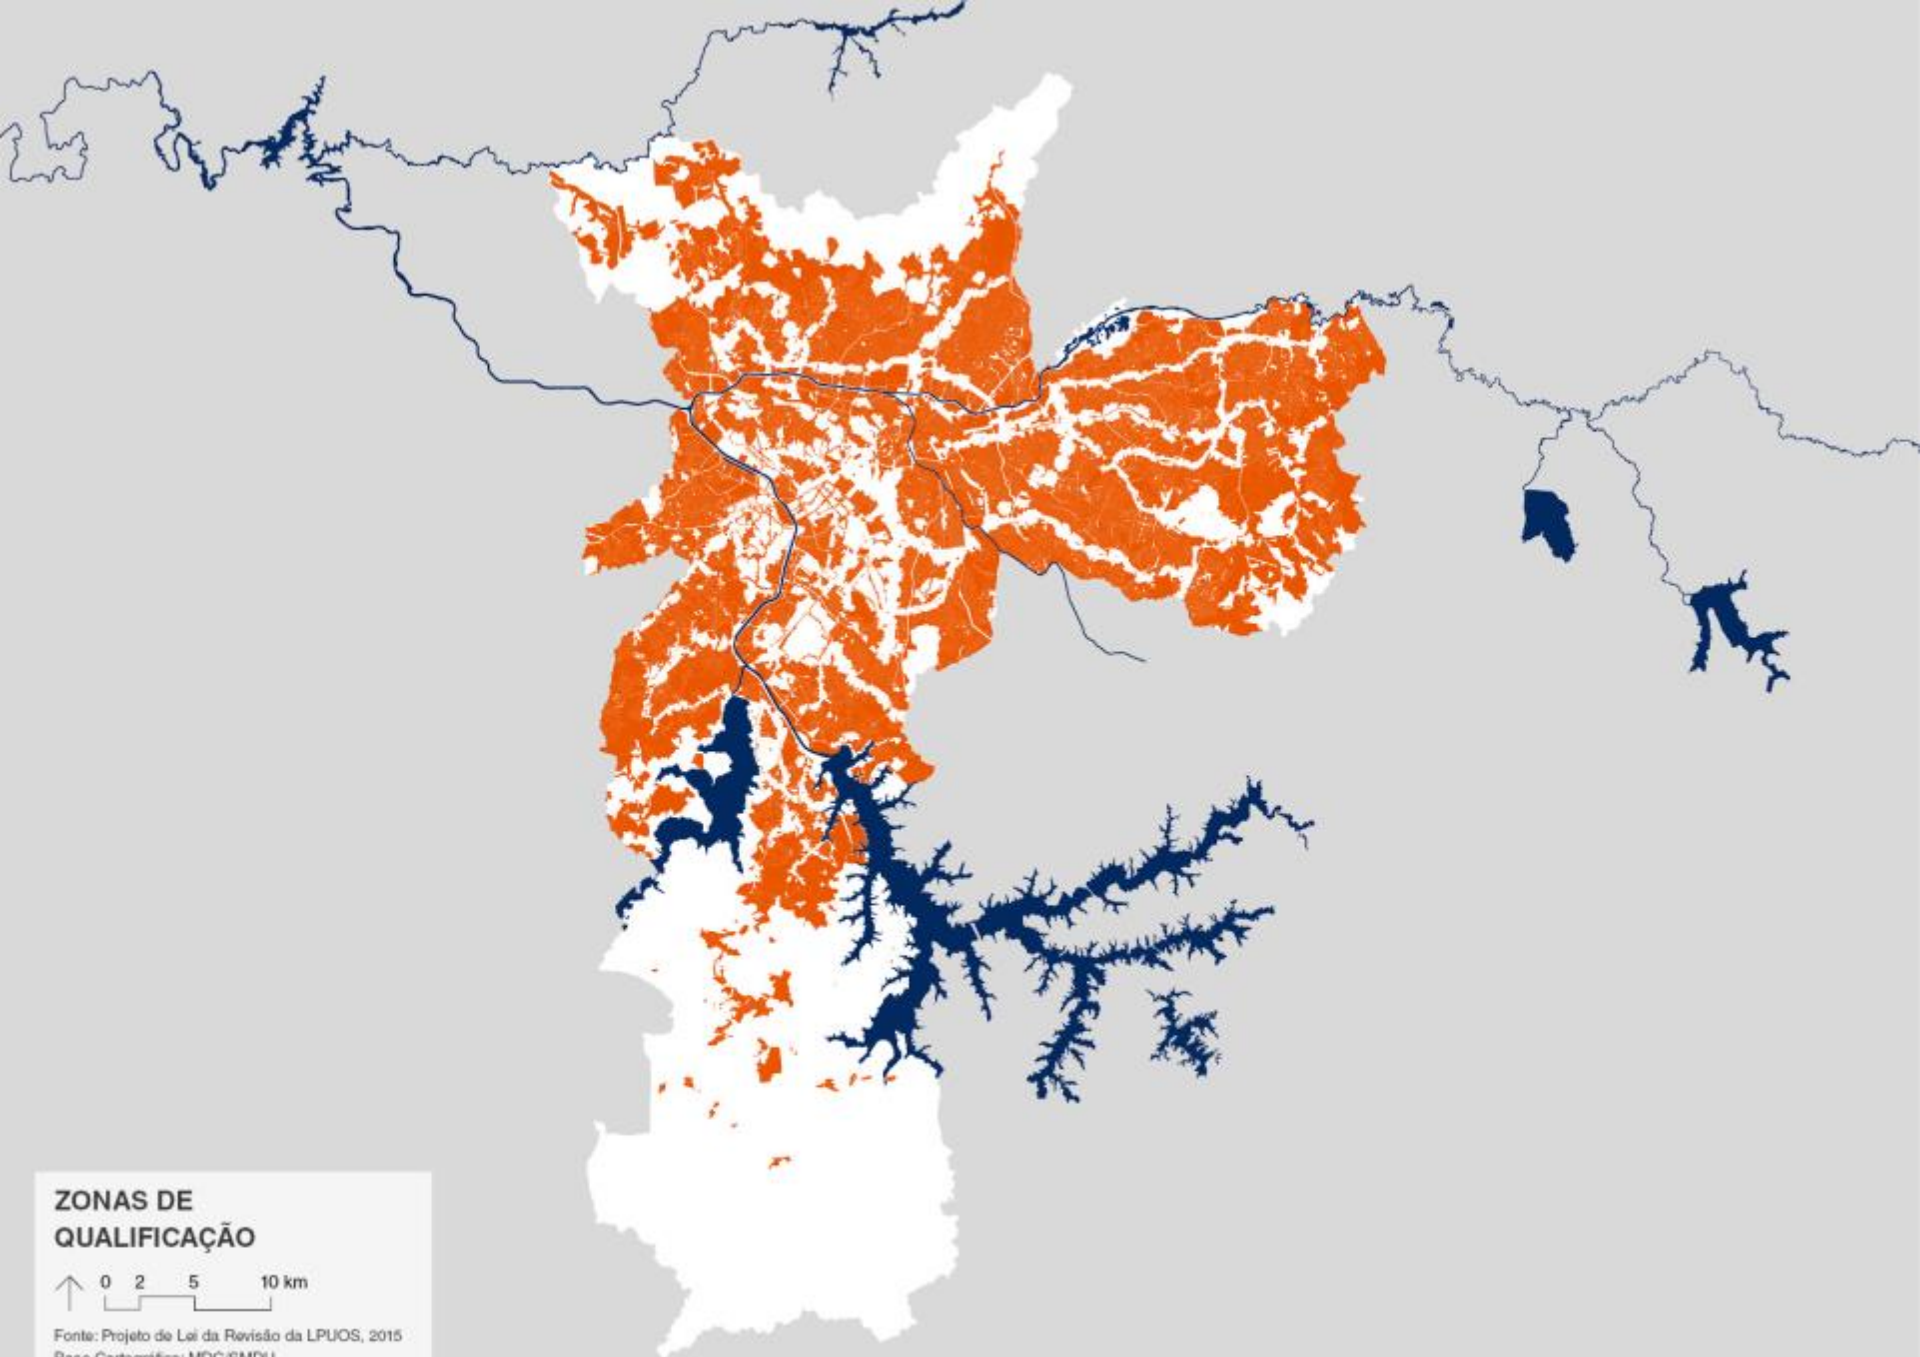 ZONAS DE
QUALIFICAÇÃO
0 2 5 10 km
Fonte: Projeto de Lei da Revisão da LPUOS, 2015